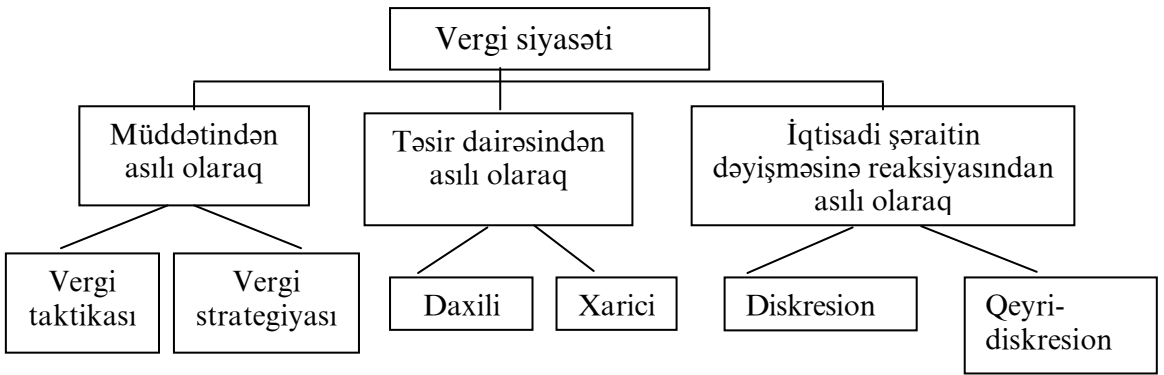 Vergi siyasəti
Müddətindən
asılı olaraq
Təsir dairəsindən
asılı olaraq
İqtisadi şəraitin
dəyişməsinə reaksiyasından
asılı olaraq
Vergi
taktikası
Vergi
strategiyası
Daxili
Xarici
Diskresion
Qeyri-
diskresion